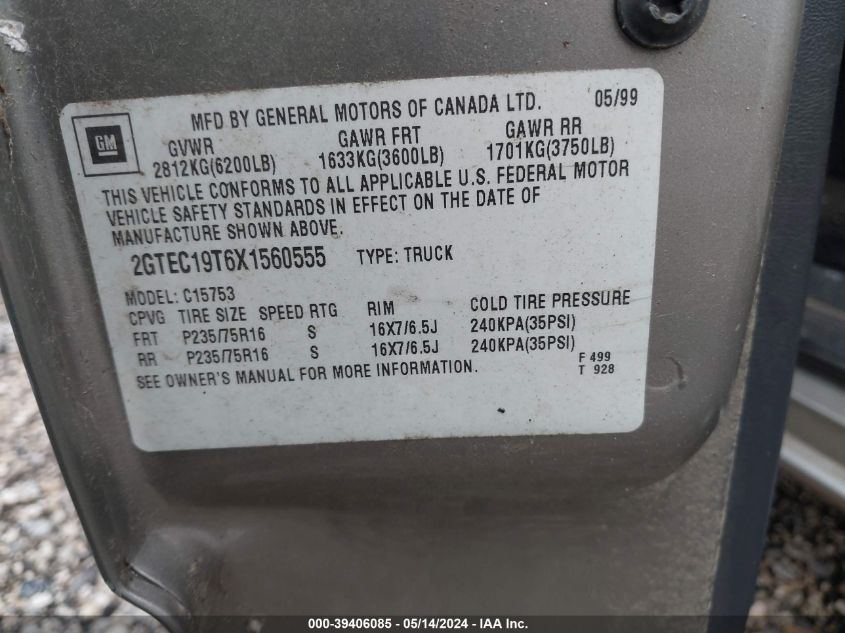 MFD BY GENERAL MOTORS OF CANADA LTD. 05/99
GM
GVWR GAWR FRT GAWR RR
2812KG(6200LB) 1633KG(3600LB) 1701KG(3750LB)
THIS VEHICLE CONFORMS TO ALL APPLICABLE U.S. FEDERAL MOTOR
VEHICLE SAFETY STANDARDS IN EFFECT ON THE DATE OF
MANUFACTURE SHOWN ABOVE.
2GTEC19T6X1560555 TYPE: TRUCK
MODEL: C15753
CPVG TIRE SIZE SPEED RTG RIM COLD TIRE PRESSURE
FRT P235/75R16 S 16X7/6.5J 240KPA(35PSI)
RR P235/75R16 S 16X7/6.5J 240KPA(35PSI)
SEE OWNER'S MANUAL FOR MORE INFORMATION. F 499
T 928
000-39406085 - 05/14/2024 - IAA Inc.